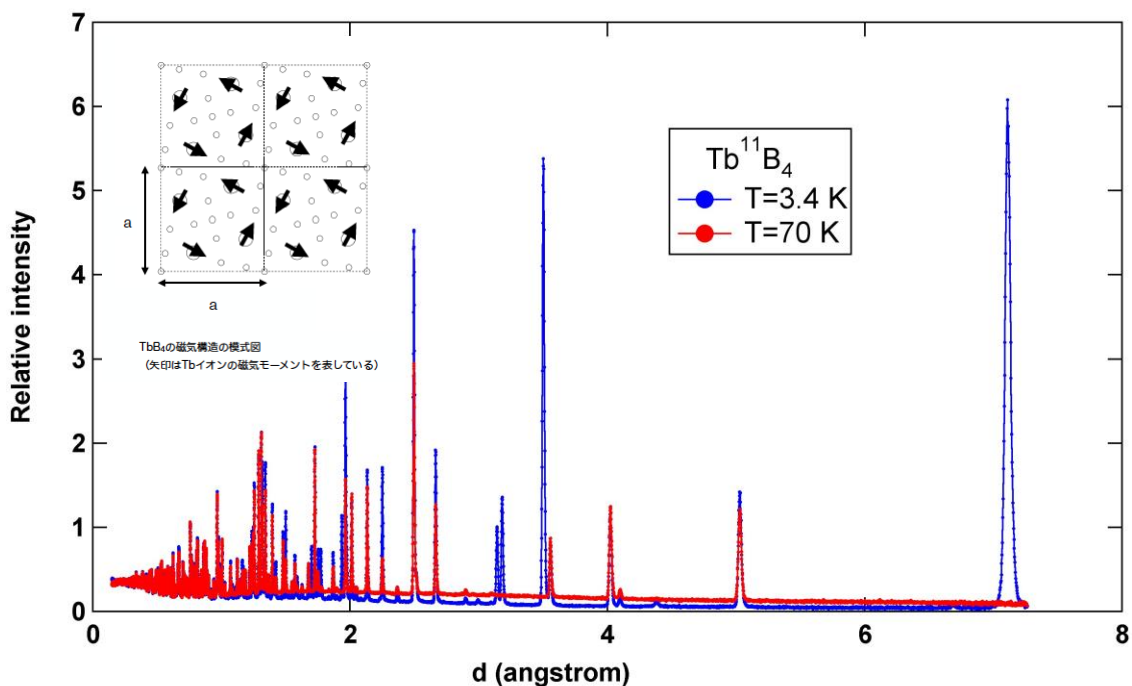 7
6
5
4
3
2
1
0
Relative intensity
a
a
TbB₄の磁気構造の模式図
(矢印はTbイオンの磁気モーメントを表している)
Tb¹¹B₄
T=3.4 K
T=70 K
0 2 4 6 8
d (angstrom)